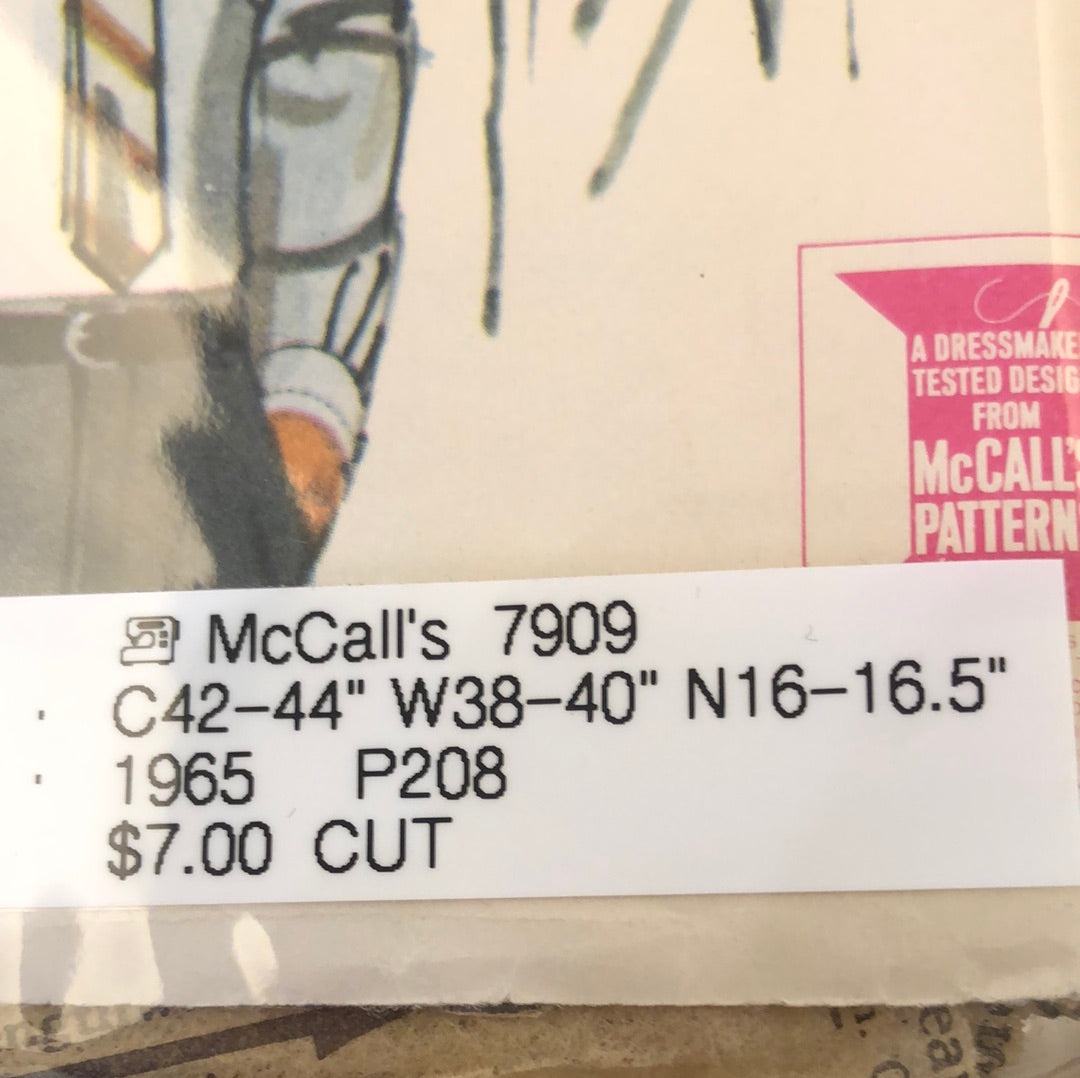 A DRESSMAKE
TESTED DESIG
FROM
McCALL'S
PATTERN
McCall's 7909
C42-44" W38-40" N16-16.5"
1965 P208
$7.00 CUT